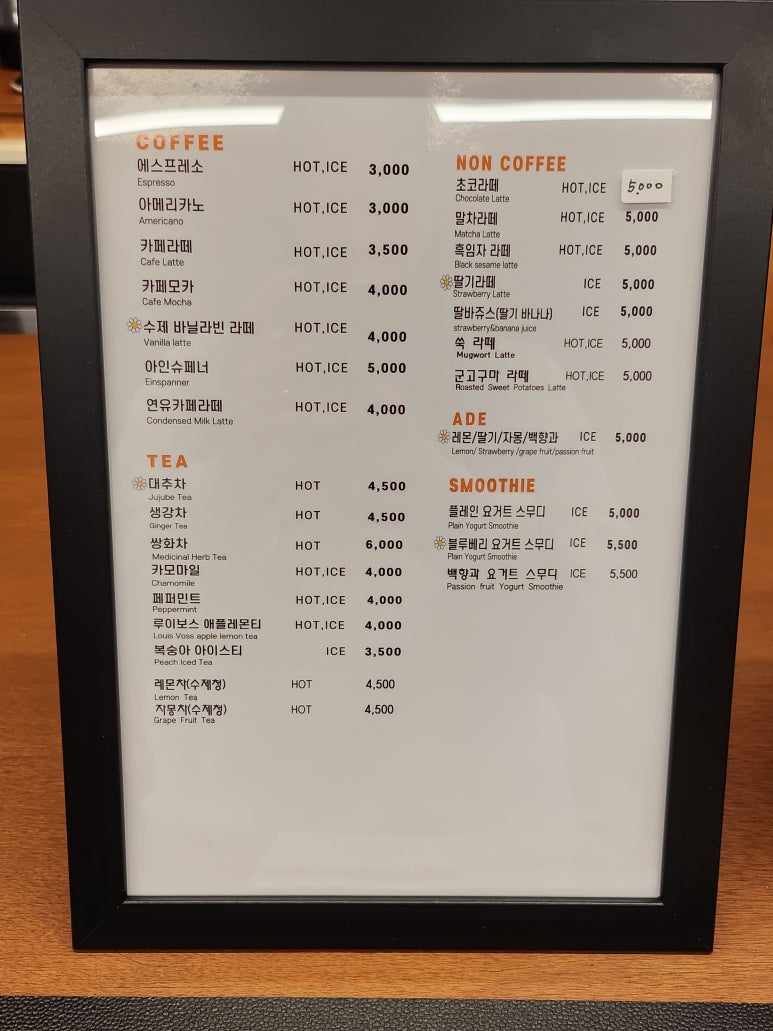 COFFEE
에스프레소 HOT,ICE 3,000
Espresso
아메리카노 HOT,ICE 3,000
Americano
카페라떼 HOT,ICE 3,500
Cafe Latte
카페모카 HOT,ICE 4,000
Cafe Mocha
수제 바닐라빈 라떼 HOT,ICE 4,000
Vanilla latte
아인슈페너 HOT,ICE 5,000
Einspanner
연유카페라떼 HOT,ICE 4,000
Condensed Milk Latte
TEA
대추차 HOT 4,500
Jujube Tea
생강차 HOT 4,500
Ginger Tea
쌍화차 HOT 6,000
Medicinal Herb Tea
카모마일 HOT,ICE 4,000
Chamomile
페퍼민트 HOT,ICE 4,000
Peppermint
루이보스 애플레몬티 HOT,ICE 4,000
Louis Voss apple lemon tea
복숭아 아이스티 ICE 3,500
Peach Iced Tea
레몬차(수제청) HOT 4,500
Lemon Tea
자몽차(수제청) HOT 4,500
Grape Fruit Tea
NON COFFEE
초코라떼 HOT,ICE 5,000
Chocolate Latte
말차라떼 HOT,ICE 5,000
Matcha Latte
흑임자 라떼 HOT,ICE 5,000
Black sesame latte
딸기라떼 ICE 5,000
Strawberry Latte
딸바쥬스(딸기 바나나) ICE 5,000
strawberry&banana juice
쑥 라떼 HOT,ICE 5,000
Mugwort Latte
군고구마 라떼 HOT,ICE 5,000
Roasted Sweet Potatoes Latte
ADE
레몬/딸기/자몽/백향과 ICE 5,000
Lemon/ Strawberry /grape fruit/passion fruit
SMOOTHIE
플레인 요거트 스무디 ICE 5,000
Plain Yogurt Smoothie
블루베리 요거트 스무디 ICE 5,500
Plain Yogurt Smoothie
백향과 요거트 스무디 ICE 5,500
Passion fruit Yogurt Smoothie